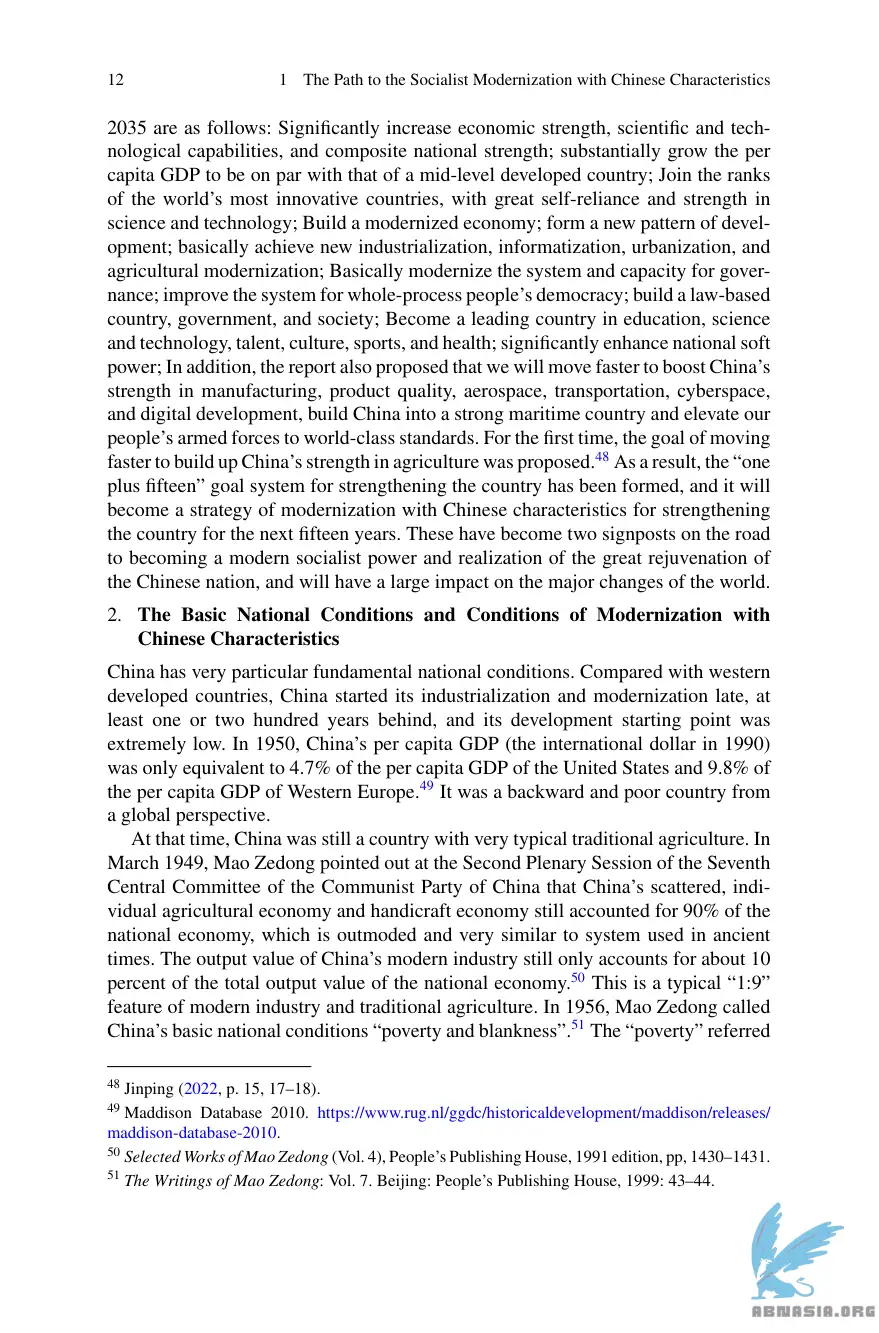 12 1 The Path to the Socialist Modernization with Chinese Characteristics
2035 are as follows: Significantly increase economic strength, scientific and tech-
nological capabilities, and composite national strength; substantially grow the per
capita GDP to be on par with that of a mid-level developed country; Join the ranks
of the world’s most innovative countries, with great self-reliance and strength in
science and technology; Build a modernized economy; form a new pattern of devel-
opment; basically achieve new industrialization, informatization, urbanization, and
agricultural modernization; Basically modernize the system and capacity for gover-
nance; improve the system for whole-process people’s democracy; build a law-based
country, government, and society; Become a leading country in education, science
and technology, talent, culture, sports, and health; significantly enhance national soft
power; In addition, the report also proposed that we will move faster to boost China’s
strength in manufacturing, product quality, aerospace, transportation, cyberspace,
and digital development, build China into a strong maritime country and elevate our
people’s armed forces to world-class standards. For the first time, the goal of moving
faster to build up China’s strength in agriculture was proposed.48 As a result, the “one
plus fifteen” goal system for strengthening the country has been formed, and it will
become a strategy of modernization with Chinese characteristics for strengthening
the country for the next fifteen years. These have become two signposts on the road
to becoming a modern socialist power and realization of the great rejuvenation of
the Chinese nation, and will have a large impact on the major changes of the world.
2. The Basic National Conditions and Conditions of Modernization with
Chinese Characteristics
China has very particular fundamental national conditions. Compared with western
developed countries, China started its industrialization and modernization late, at
least one or two hundred years behind, and its development starting point was
extremely low. In 1950, China’s per capita GDP (the international dollar in 1990)
was only equivalent to 4.7% of the per capita GDP of the United States and 9.8% of
the per capita GDP of Western Europe.49 It was a backward and poor country from
a global perspective.
At that time, China was still a country with very typical traditional agriculture. In
March 1949, Mao Zedong pointed out at the Second Plenary Session of the Seventh
Central Committee of the Communist Party of China that China’s scattered, indi-
vidual agricultural economy and handicraft economy still accounted for 90% of the
national economy, which is outmoded and very similar to system used in ancient
times. The output value of China’s modern industry still only accounts for about 10
percent of the total output value of the national economy.50 This is a typical “1:9”
feature of modern industry and traditional agriculture. In 1956, Mao Zedong called
China’s basic national conditions “poverty and blankness”.51 The “poverty” referred
48 Jinping (2022, p. 15, 17–18).
49 Maddison Database 2010. https://www.rug.nl/ggdc/historicaldevelopment/maddison/releases/
maddison-database-2010.
50 Selected Works of Mao Zedong (Vol. 4), People’s Publishing House, 1991 edition, pp, 1430–1431.
51 The Writings of Mao Zedong: Vol. 7. Beijing: People’s Publishing House, 1999: 43–44.
ABNASIA.ORG